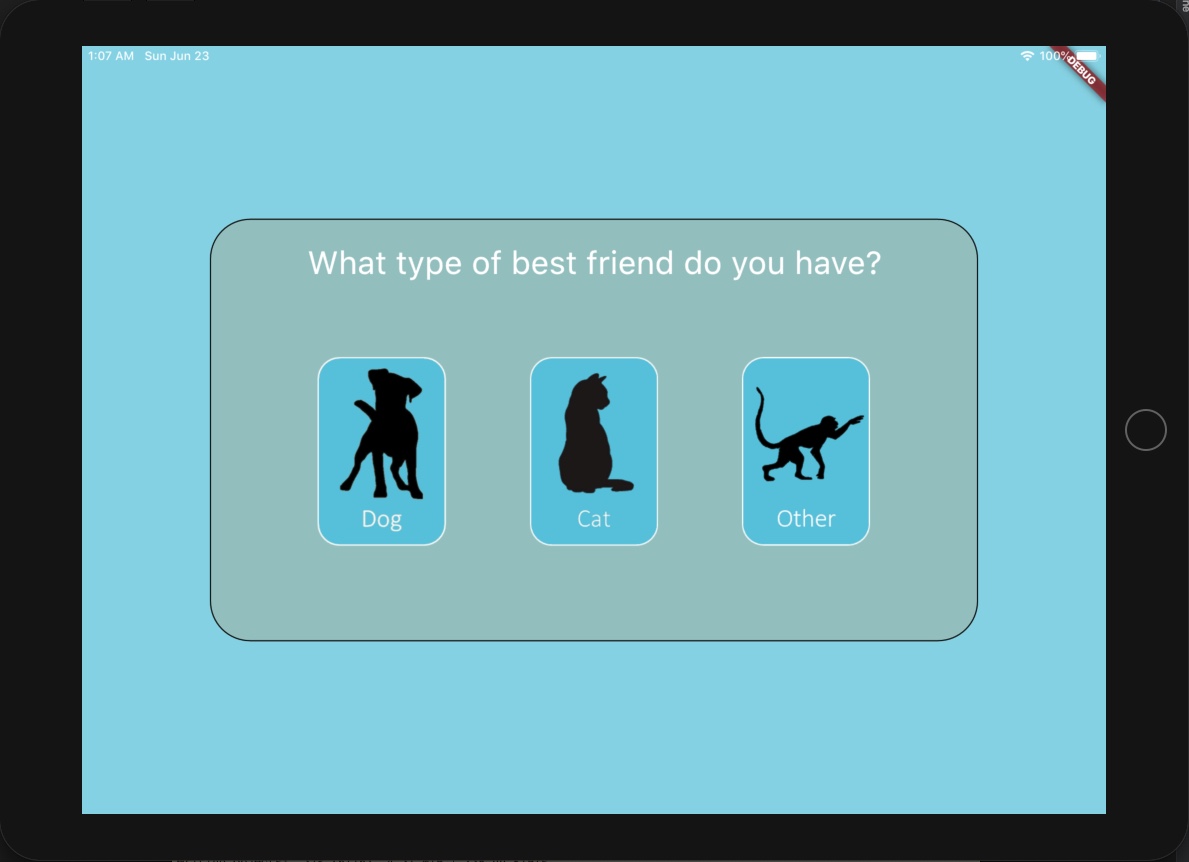 1:07 AM Sun Jun 23
100%
DEBUG
What type of best friend do you have?
Dog
Cat
Other